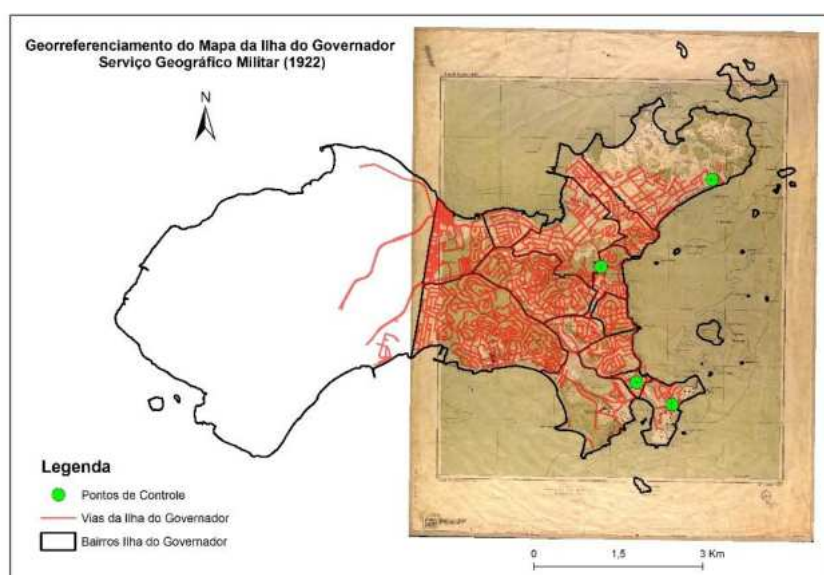 Georreferenciamento do Mapa da Ilha do Governador
Serviço Geográfico Militar (1922)
N
Legenda
Pontos de Controle
Vias da Ilha do Governador
Bairros Ilha do Governador
0 1,5 3 Km